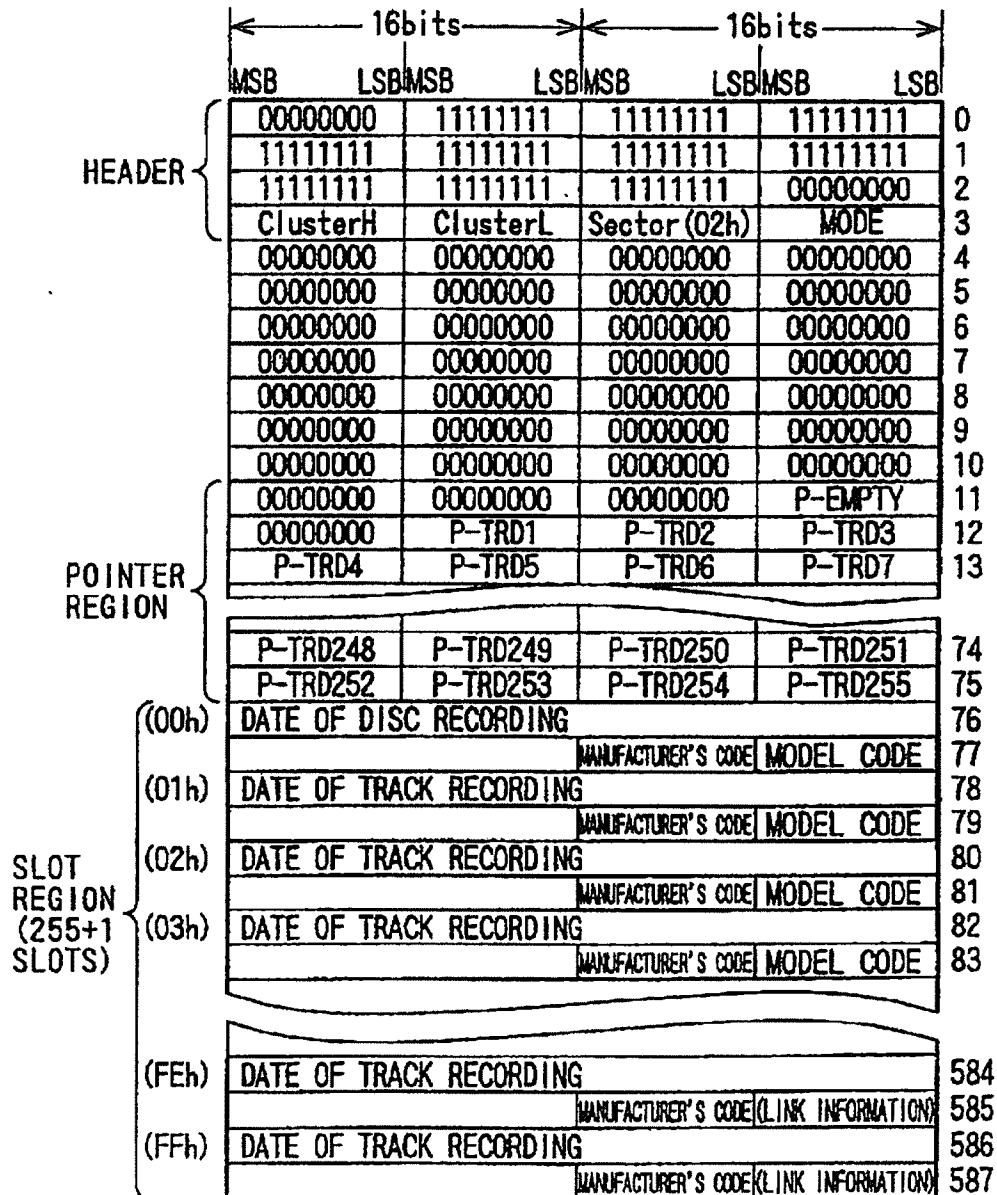 16bits 16bits
MSB LSB MSB LSB MSB LSB MSB LSB
00000000 11111111 11111111 11111111 0
11111111 11111111 11111111 11111111 1
HEADER
11111111 11111111 11111111 00000000 2
ClusterH ClusterL Sector(02h) MODE 3
00000000 00000000 00000000 00000000 4
00000000 00000000 00000000 00000000 5
00000000 00000000 00000000 00000000 6
00000000 00000000 00000000 00000000 7
00000000 00000000 00000000 00000000 8
00000000 00000000 00000000 00000000 9
00000000 00000000 00000000 00000000 10
00000000 00000000 00000000 P-EMPTY 11
00000000 P-TRD1 P-TRD2 P-TRD3 12
P-TRD4 P-TRD5 P-TRD6 P-TRD7 13
POINTER
REGION
P-TRD248 P-TRD249 P-TRD250 P-TRD251 74
P-TRD252 P-TRD253 P-TRD254 P-TRD255 75
(00h) DATE OF DISC RECORDING 76
MANUFACTURER'S CODE MODEL CODE 77
(01h) DATE OF TRACK RECORDING 78
MANUFACTURER'S CODE MODEL CODE 79
(02h) DATE OF TRACK RECORDING 80
SLOT
REGION
(255+1
SLOTS)
MANUFACTURER'S CODE MODEL CODE 81
(03h) DATE OF TRACK RECORDING 82
MANUFACTURER'S CODE MODEL CODE 83
(FEh) DATE OF TRACK RECORDING 584
MANUFACTURER'S CODE (LINK INFORMATION) 585
(FFh) DATE OF TRACK RECORDING 586
MANUFACTURER'S CODE (LINK INFORMATION) 587